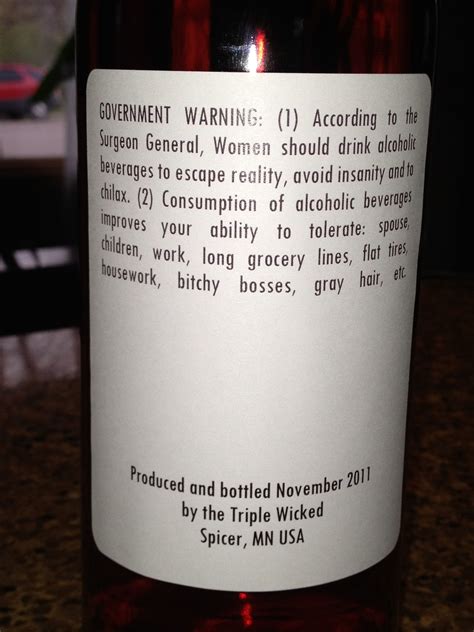 GOVERNMENT WARNING: (1) According to the
Surgeon General, Women should drink alcoholic
beverages to escape reality, avoid insanity and to
chilax. (2) Consumption of alcoholic beverages
improves your ability to tolerate: spouse,
children, work, long grocery lines, flat tires,
housework, bitchy bosses, gray hair, etc.
Produced and bottled November 2011
by the Triple Wicked
Spicer, MN USA